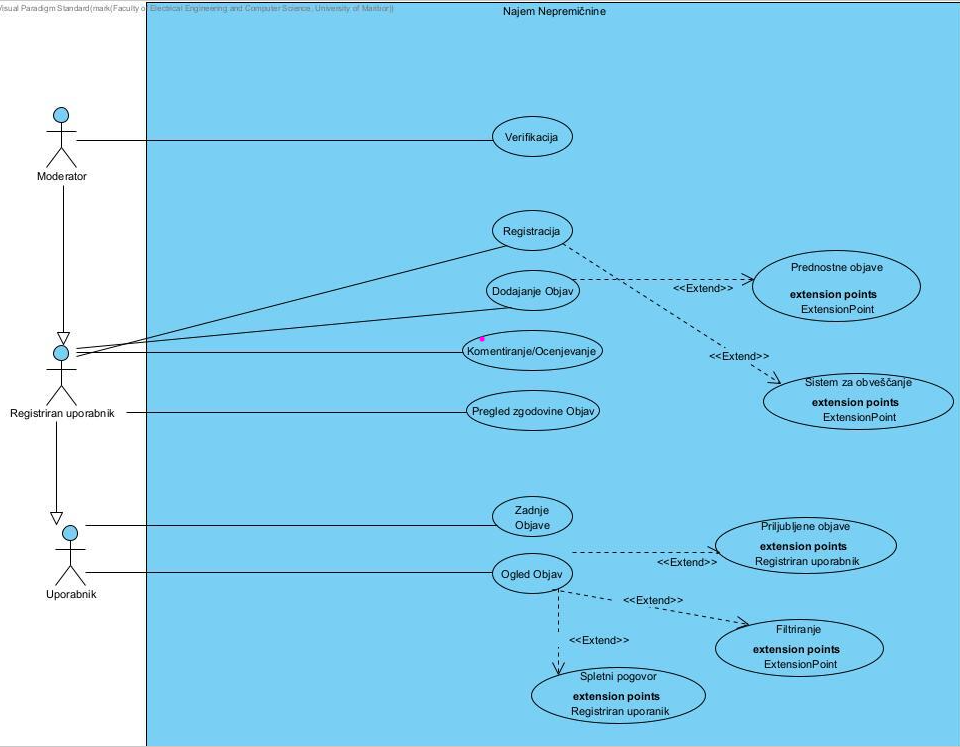 Visual Paradigm Standard(mark(Faculty of Electrical Engineering and Computer Science, University of Maribor))
Najem Nepremičnine
Verifikacija
Moderator
Registracija
Prednostne objave
Dodajanje Objav
<<Extend>>
extension points
ExtensionPoint
Komentiranje/Ocenjevanje
<<Extend>>
Sistem za obveščanje
extension points
ExtensionPoint
Registriran uporabnik
Pregled zgodovine Objav
Zadnje
Objave
Priljubljene objave
extension points
Registriran uporabnik
<<Extend>>
Ogled Objav
Uporabnik
<<Extend>>
Filtriranje
extension points
ExtensionPoint
<<Extend>>
Spletni pogovor
extension points
Registriran uporanik